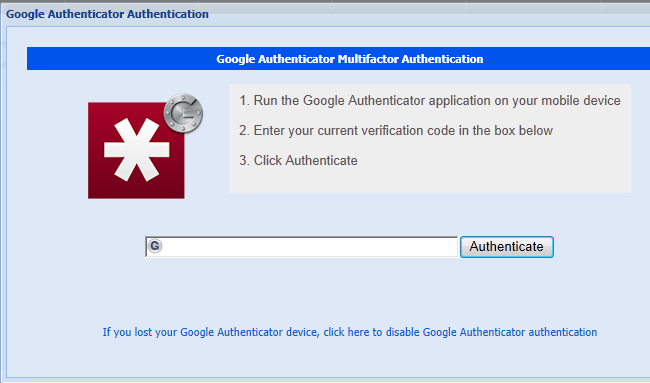 Google Authenticator Authentication
Google Authenticator Multifactor Authentication
1. Run the Google Authenticator application on your mobile device
2. Enter your current verification code in the box below
3. Click Authenticate
G Authenticate
If you lost your Google Authenticator device, click here to disable Google Authenticator authentication